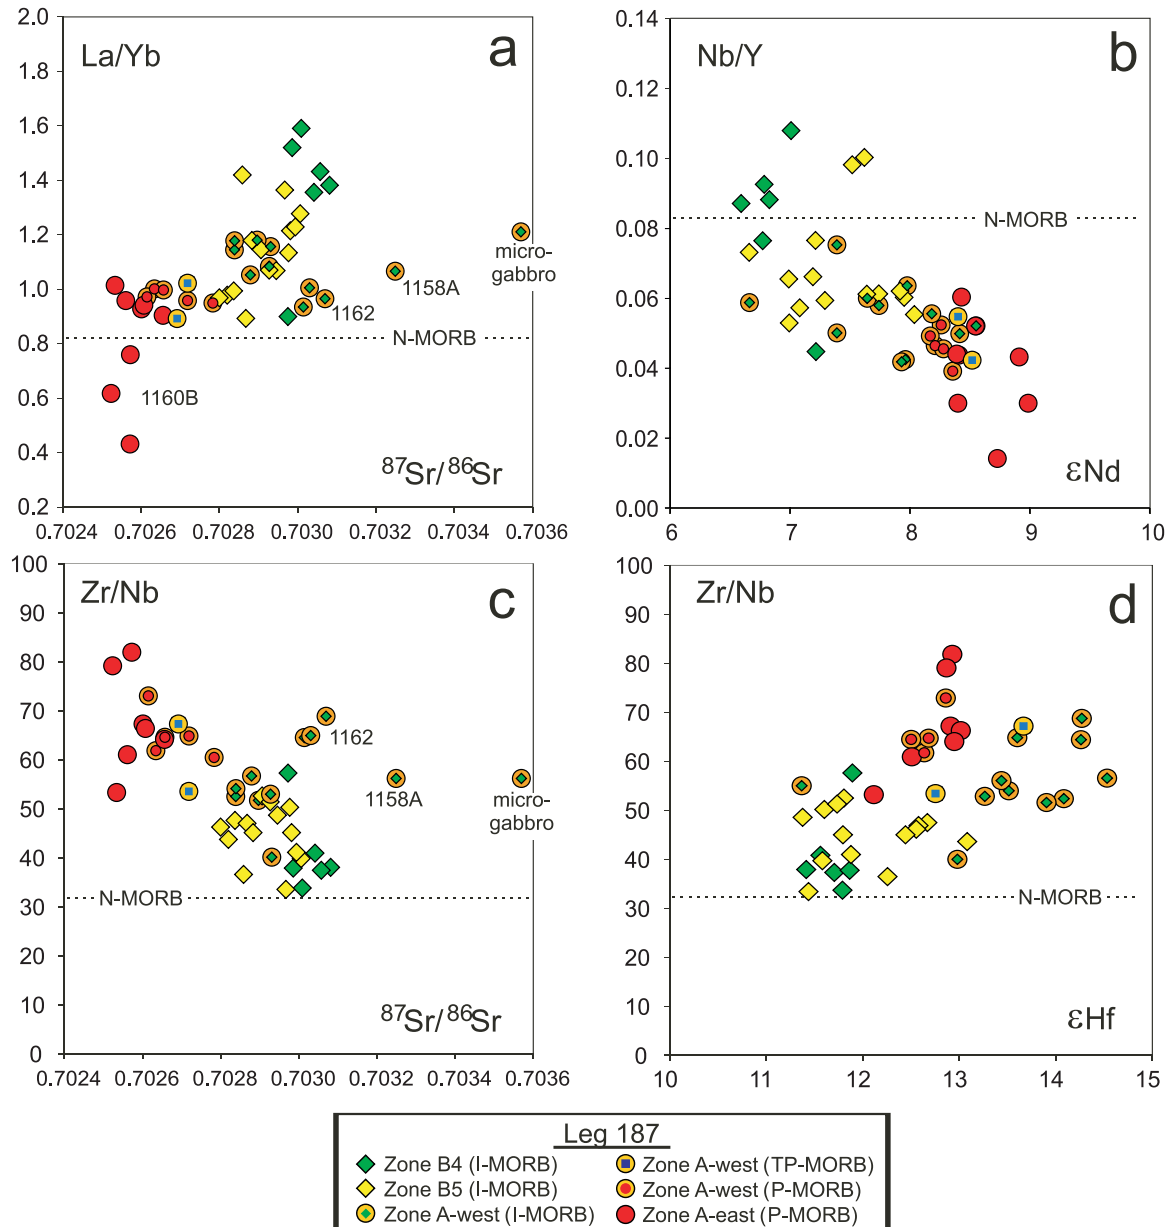 La/Yb
a
2.0
1.8
1.6
1.4
1.2
1.0
0.8
0.6
0.4
0.2
micro-
gabbro
1158A
1162
N-MORB
1160B
87Sr/86Sr
0.7024
0.7026
0.7028
0.7030
0.7032
0.7034
0.7036
Nb/Y
b
0.14
0.12
0.10
0.08
0.06
0.04
0.02
0.00
N-MORB
εNd
6
7
8
9
10
Zr/Nb
c
100
90
80
70
60
50
40
30
20
10
0
1162
1158A
micro-
gabbro
N-MORB
87Sr/86Sr
0.7024
0.7026
0.7028
0.7030
0.7032
0.7034
0.7036
Zr/Nb
d
100
90
80
70
60
50
40
30
20
10
0
N-MORB
εHf
10
11
12
13
14
15
Leg 187
Zone B4 (I-MORB)
Zone B5 (I-MORB)
Zone A-west (I-MORB)
Zone A-west (TP-MORB)
Zone A-west (P-MORB)
Zone A-east (P-MORB)